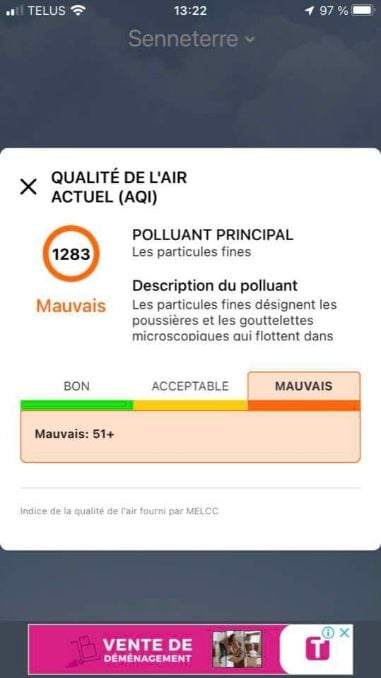 TELUS 13:22 97 %
Senneterre
QUALITÉ DE L'AIR
ACTUEL (AQI)
1283
Mauvais
POLLUANT PRINCIPAL
Les particules fines
Description du polluant
Les particules fines désignent les
poussières et les gouttelettes
microscopiques qui flottent dans
BON ACCEPTABLE MAUVAIS
Mauvais: 51+
Indice de la qualité de l'air fourni par MELCC
VENTE DE
DÉMÉNAGEMENT
T